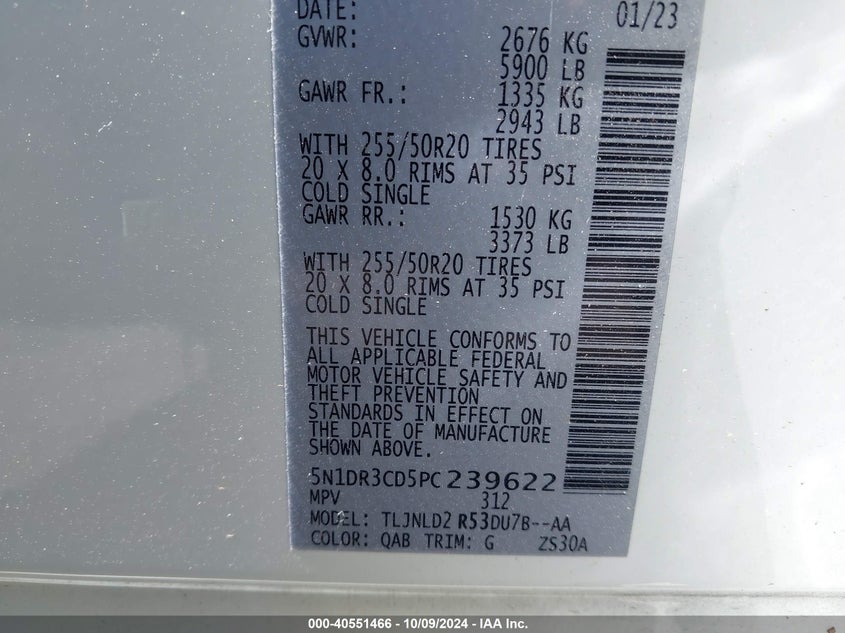 DATE: 01/23
GVWR: 2676 KG
5900 LB
GAWR FR.: 1335 KG
2943 LB
WITH 255/50R20 TIRES
20 X 8.0 RIMS AT 35 PSI
COLD SINGLE
GAWR RR.: 1530 KG
3373 LB
WITH 255/50R20 TIRES
20 X 8.0 RIMS AT 35 PSI
COLD SINGLE
THIS VEHICLE CONFORMS TO
ALL APPLICABLE FEDERAL
MOTOR VEHICLE SAFETY AND
THEFT PREVENTION
STANDARDS IN EFFECT ON
THE DATE OF MANUFACTURE
SHOWN ABOVE.
5N1DR3CD5PC239622
MPV 312
MODEL: TLJNLD2 R53DU7B--AA
COLOR: QAB TRIM: G ZS30A
000-40551466 - 10/09/2024 - IAA Inc.